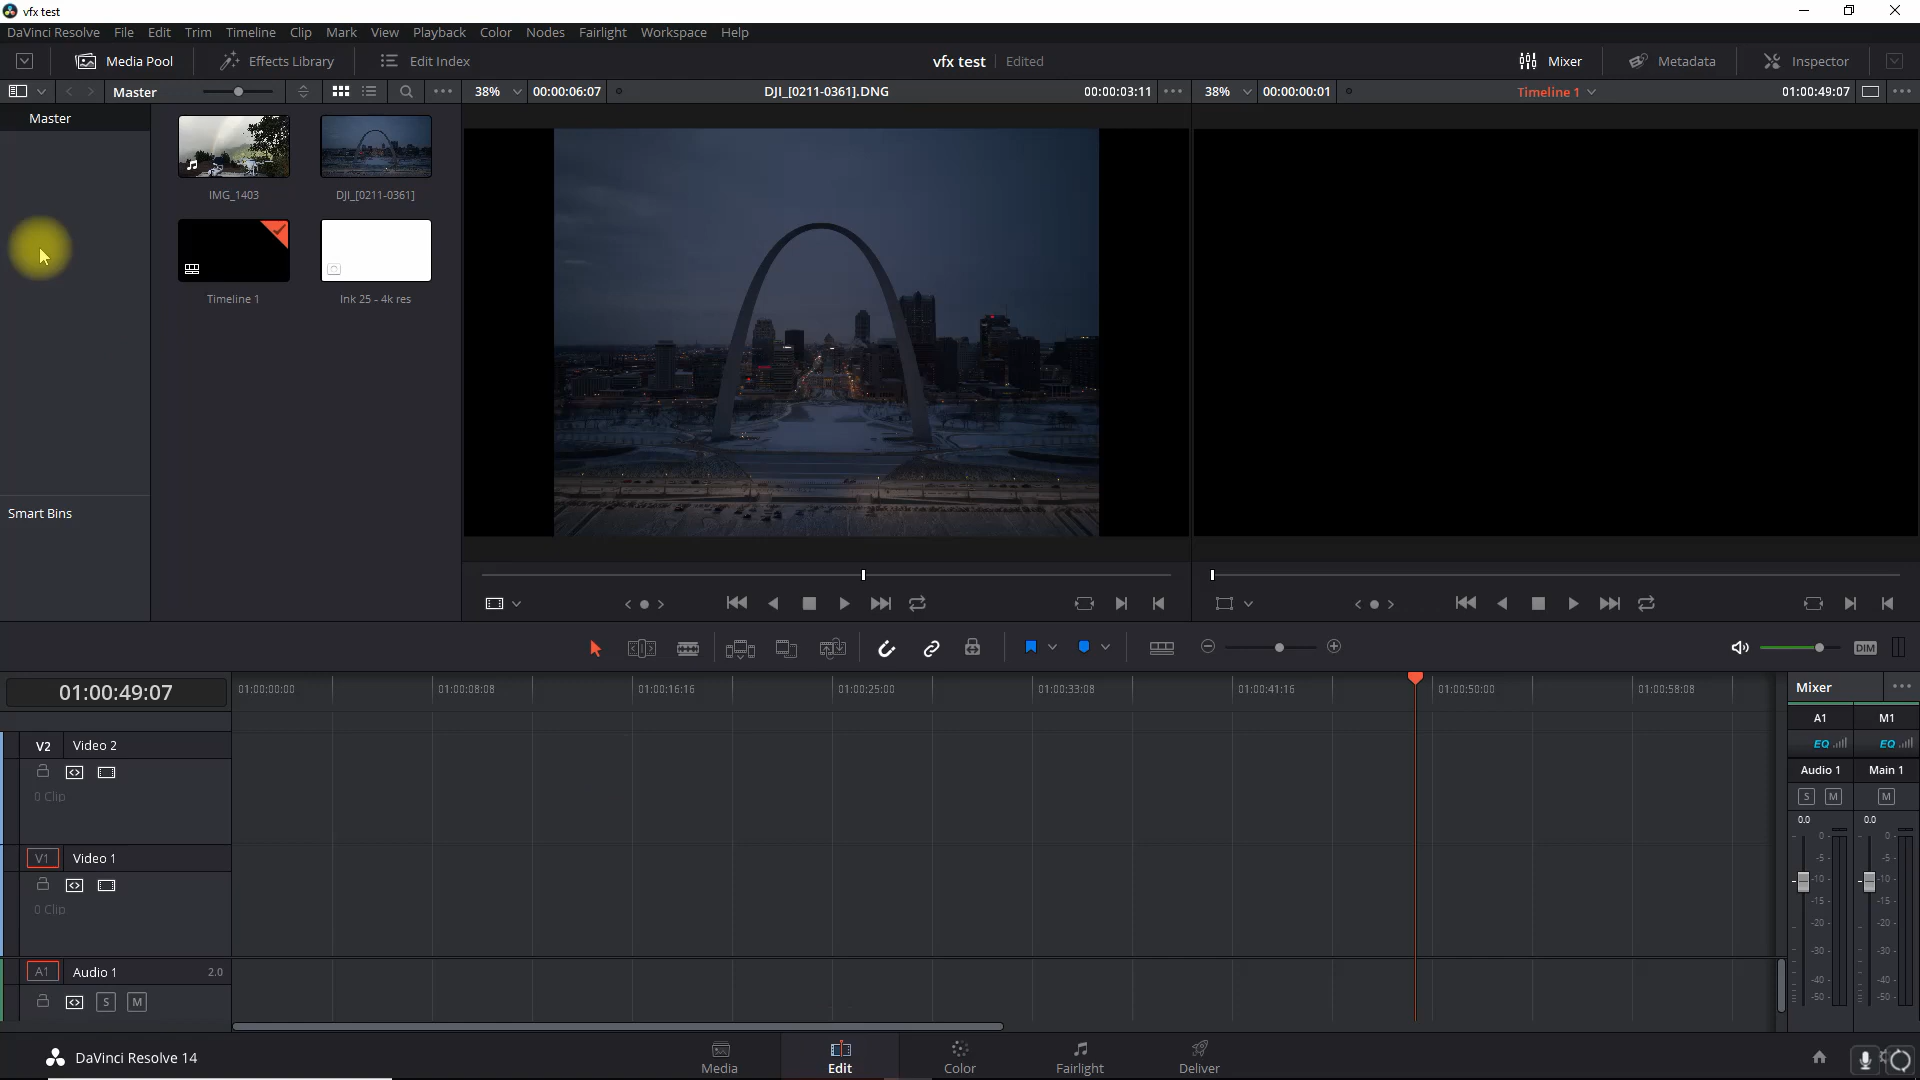 vfx test
DaVinci Resolve File Edit Trim Timeline Clip Mark View Playback Color Nodes Fairlight Workspace Help
Media Pool Effects Library Edit Index vfx test Edited Mixer Metadata Inspector
Master 38% 00:00:06:07 DJI_[0211-0361].DNG 00:00:03:11 38% 00:00:00:01 Timeline 1 01:00:49:07
Master
IMG_1403 DJI_[0211-0361]
Timeline 1 Ink 25 - 4k res
Smart Bins
DIM
01:00:49:07 01:00:00:00 01:00:08:08 01:00:16:16 01:00:25:00 01:00:33:08 01:00:41:16 01:00:50:00 01:00:58:08 Mixer
A1 M1
V2 Video 2 EQ EQ
Audio 1 Main 1
0 Clip S M M
0.0 0.0
0- 0-
V1 Video 1 -5- -5-
-10- -10-
0 Clip -15- -15-
-20- -20-
-30- -30-
A1 Audio 1 2.0 -40- -40-
S M -50- -50-
DaVinci Resolve 14 Media Edit Color Fairlight Deliver